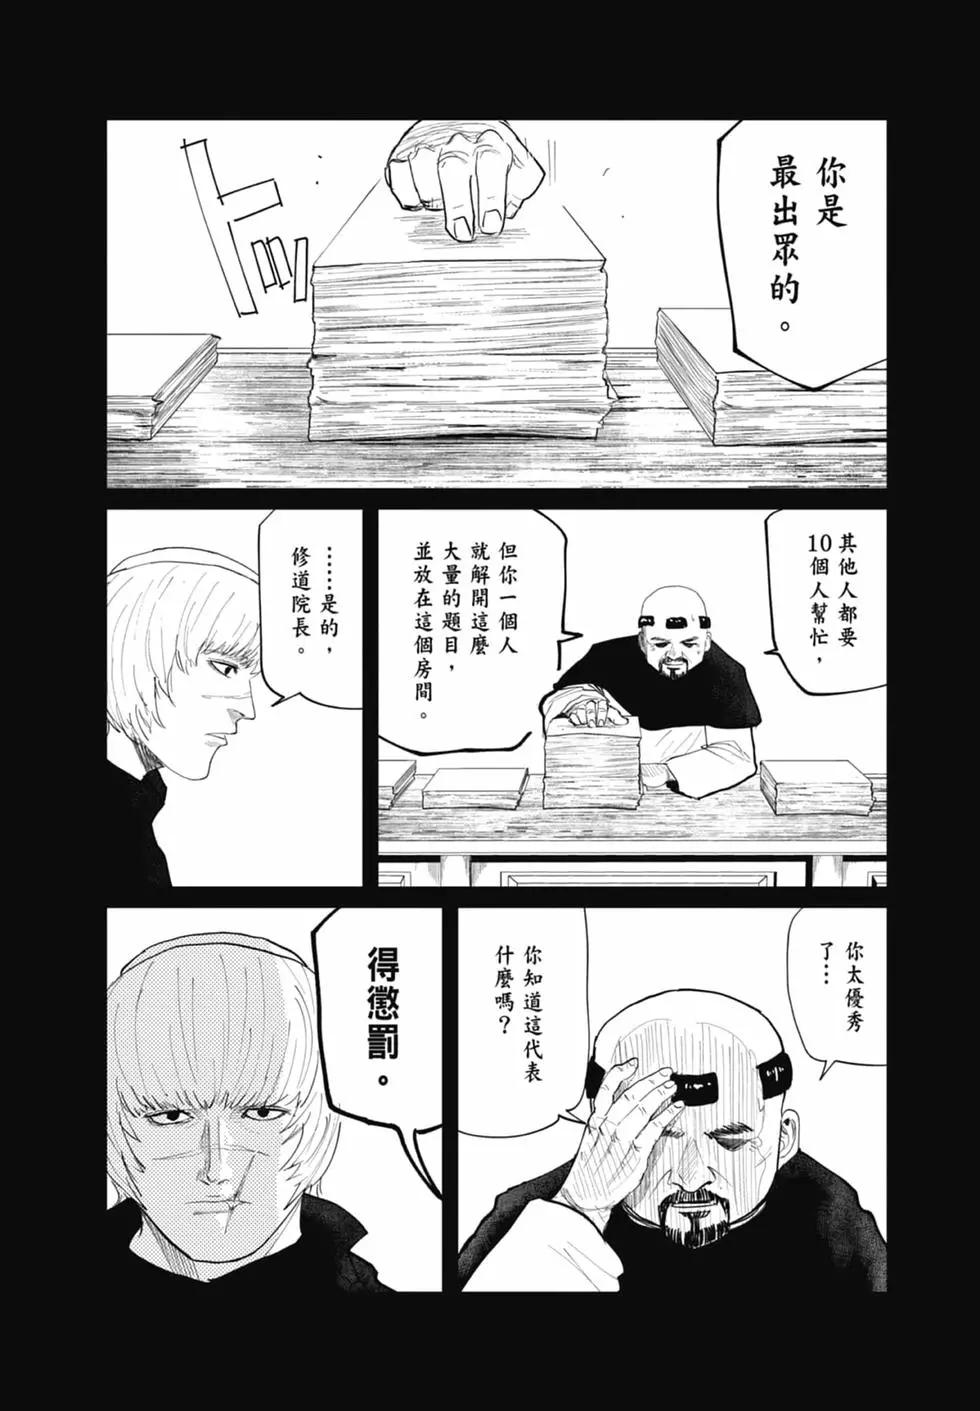 你是
最出眾的。
ドン
其他人都要
10個人幫忙，
但你一個人
就解開這麼
大量的題目，
並放在這個房間。
……是的，
修道院長。
你太優秀
了…
你知道這代表
什麼嗎？
得懲罰。